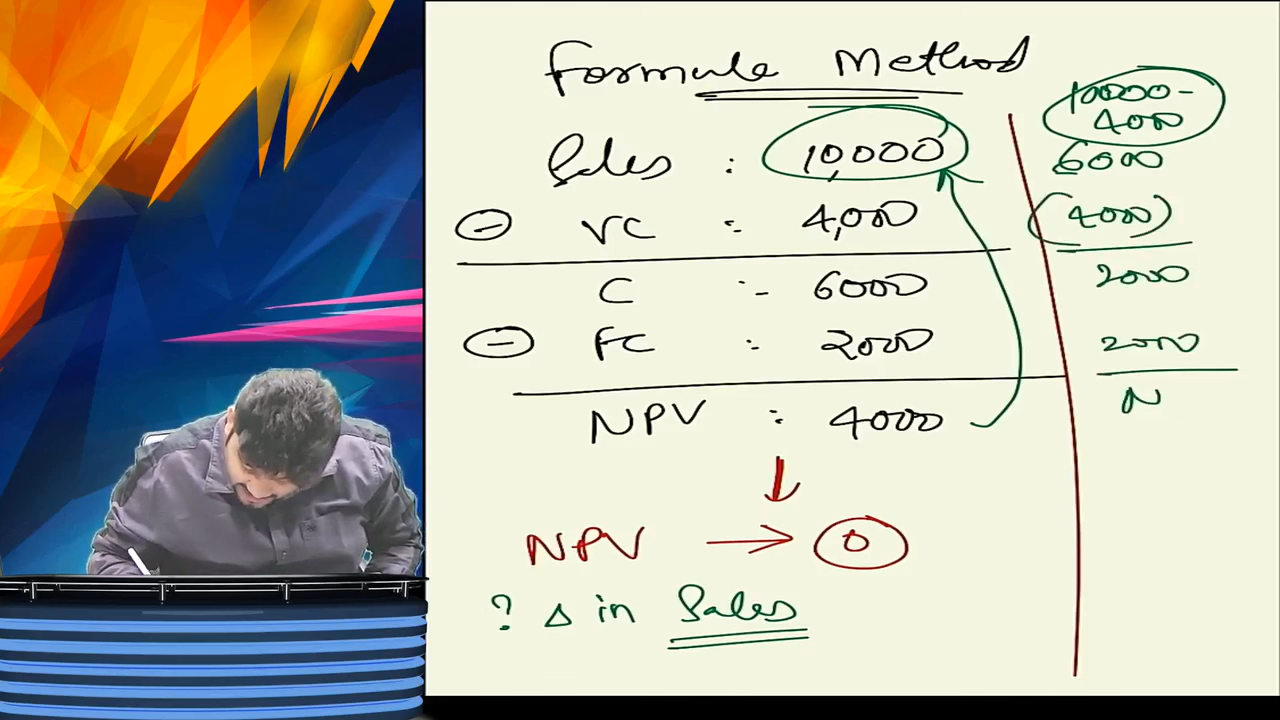 Formula Method
Sales : 10,000
- VC : 4,000
C :- 6000
- FC : 2000
NPV : 4000
NPV → 0
? Δ in Sales
10000-
4000
6000
(4000)
2000
2000
N